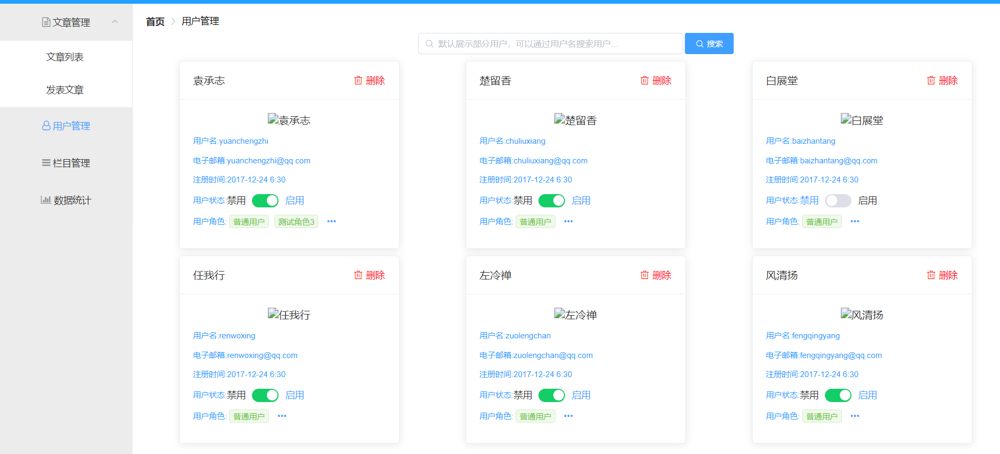 文章管理
文章列表
发表文章
用户管理
栏目管理
数据统计
首页 用户管理
默认展示部分用户，可以通过用户名搜索用户... 搜索
袁承志 删除
袁承志
用户名:yuanchengzhi
电子邮箱:yuanchengzhi@qq.com
注册时间:2017-12-24 6:30
用户状态:禁用 启用
用户角色: 普通用户 测试角色3 •••
楚留香 删除
楚留香
用户名:chuliuxiang
电子邮箱:chuliuxiang@qq.com
注册时间:2017-12-24 6:30
用户状态:禁用 启用
用户角色: 普通用户 •••
白展堂 删除
白展堂
用户名:baizhantang
电子邮箱:baizhantang@qq.com
注册时间:2017-12-24 6:30
用户状态:禁用 启用
用户角色: 普通用户 •••
任我行 删除
任我行
用户名:renwoxing
电子邮箱:renwoxing@qq.com
注册时间:2017-12-24 6:30
用户状态:禁用 启用
用户角色: 普通用户 •••
左冷禅 删除
左冷禅
用户名:zuolengchan
电子邮箱:zuolengchan@qq.com
注册时间:2017-12-24 6:30
用户状态:禁用 启用
用户角色: 普通用户 •••
风清扬 删除
风清扬
用户名:fengqingyang
电子邮箱:fengqingyang@qq.com
注册时间:2017-12-24 6:30
用户状态:禁用 启用
用户角色: 普通用户 •••